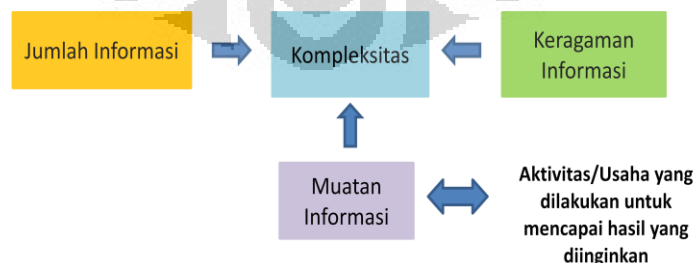 Jumlah Informasi
Kompleksitas
Keragaman
Informasi
Muatan
Informasi
Aktivitas/Usaha yang
dilakukan untuk
mencapai hasil yang
diinginkan